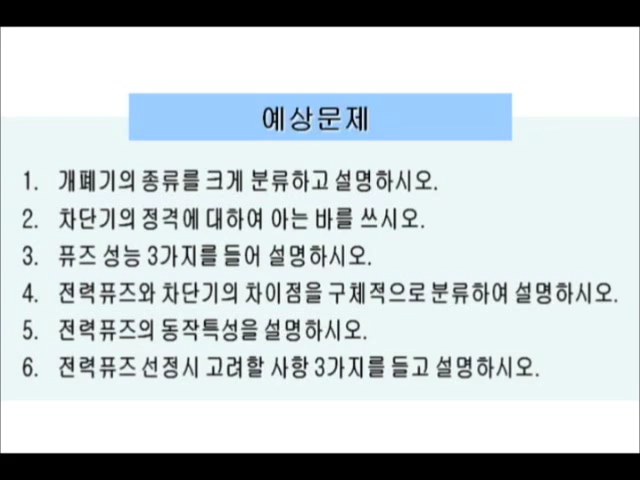 예상문제
1. 개폐기의 종류를 크게 분류하고 설명하시오.
2. 차단기의 정격에 대하여 아는 바를 쓰시오.
3. 퓨즈 성능 3가지를 들어 설명하시오.
4. 전력퓨즈와 차단기의 차이점을 구체적으로 분류하여 설명하시오.
5. 전력퓨즈의 동작특성을 설명하시오.
6. 전력퓨즈 선정시 고려할 사항 3가지를 들고 설명하시오.